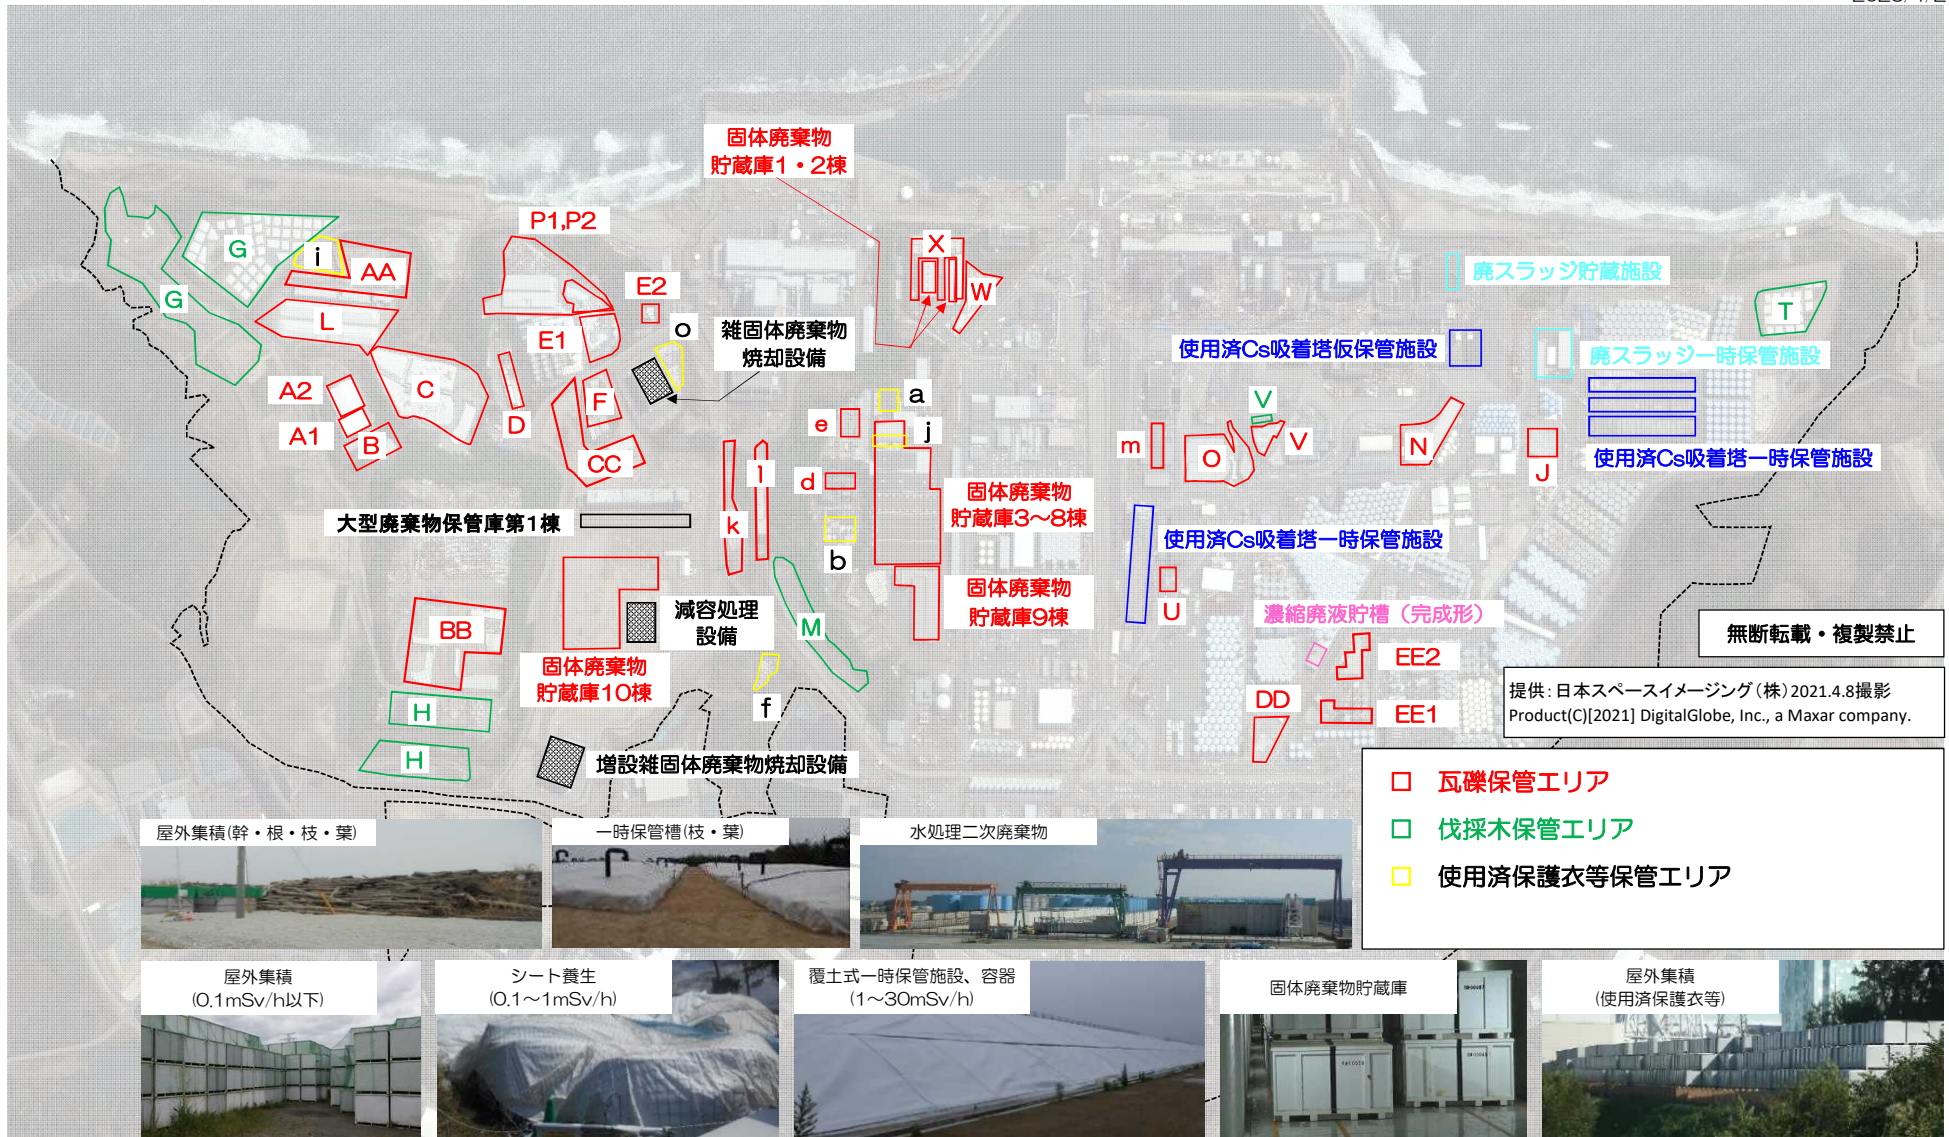 固体廃棄物
貯蔵庫1・2棟
P1,P2
G
i
AA
X
W
E2
廃スラッジ貯蔵施設
G
L
E1
o
雑固体廃棄物
焼却設備
T
使用済Cs吸着塔仮保管施設
廃スラッジ一時保管施設
A2
C
D
F
a
e
j
V
A1
B
CC
m
O
V
N
J
使用済Cs吸着塔一時保管施設
d
固体廃棄物
貯蔵庫3～8棟
大型廃棄物保管庫第1棟
k
l
b
使用済Cs吸着塔一時保管施設
固体廃棄物
貯蔵庫9棟
U
減容処理
設備
M
濃縮廃液貯槽（完成形）
BB
無断転載・複製禁止
EE2
固体廃棄物
貯蔵庫10棟
f
H
DD
EE1
提供：日本スペースイメージング（株）2021.4.8撮影
Product(C)[2021] DigitalGlobe, Inc., a Maxar company.
H
増設雑固体廃棄物焼却設備
瓦礫保管エリア
伐採木保管エリア
使用済保護衣等保管エリア
屋外集積(幹・根・枝・葉)
一時保管槽(枝・葉)
水処理二次廃棄物
屋外集積
(0.1mSv/h以下)
シート養生
(0.1～1mSv/h)
覆土式一時保管施設、容器
(1～30mSv/h)
固体廃棄物貯蔵庫
屋外集積
(使用済保護衣等)